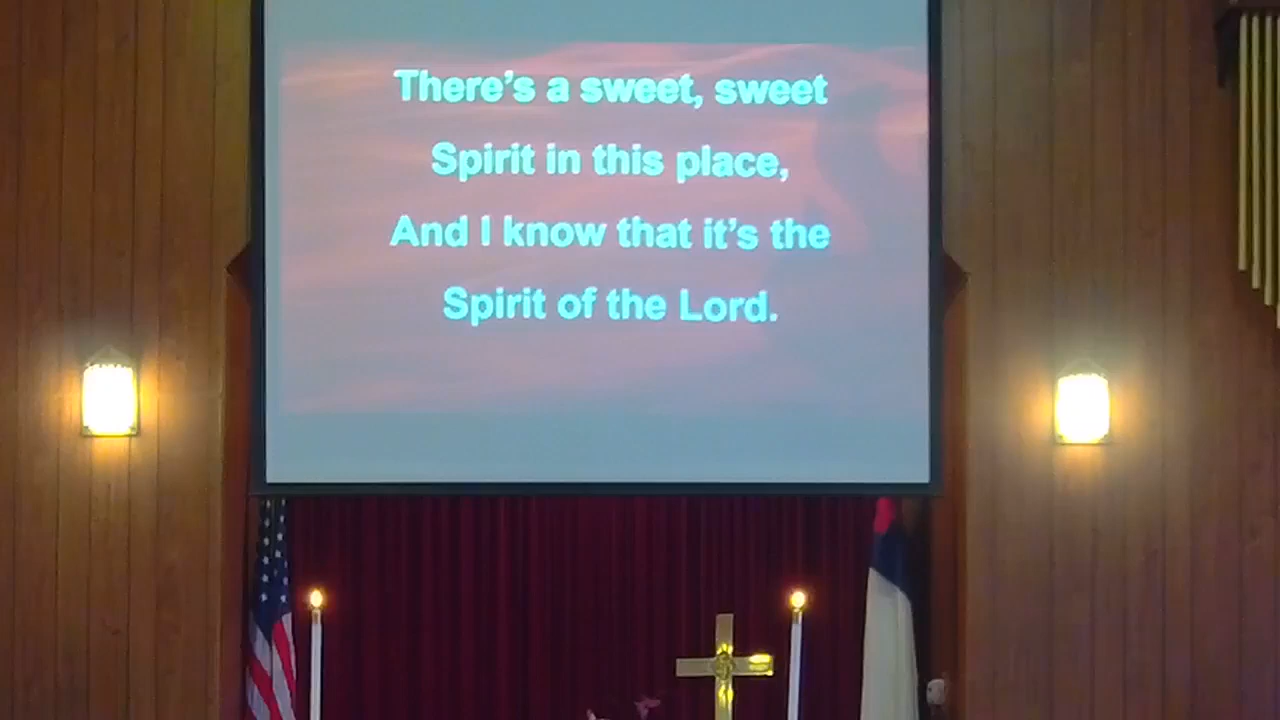 There's a sweet, sweet
Spirit in this place,
And I know that it's the
Spirit of the Lord.